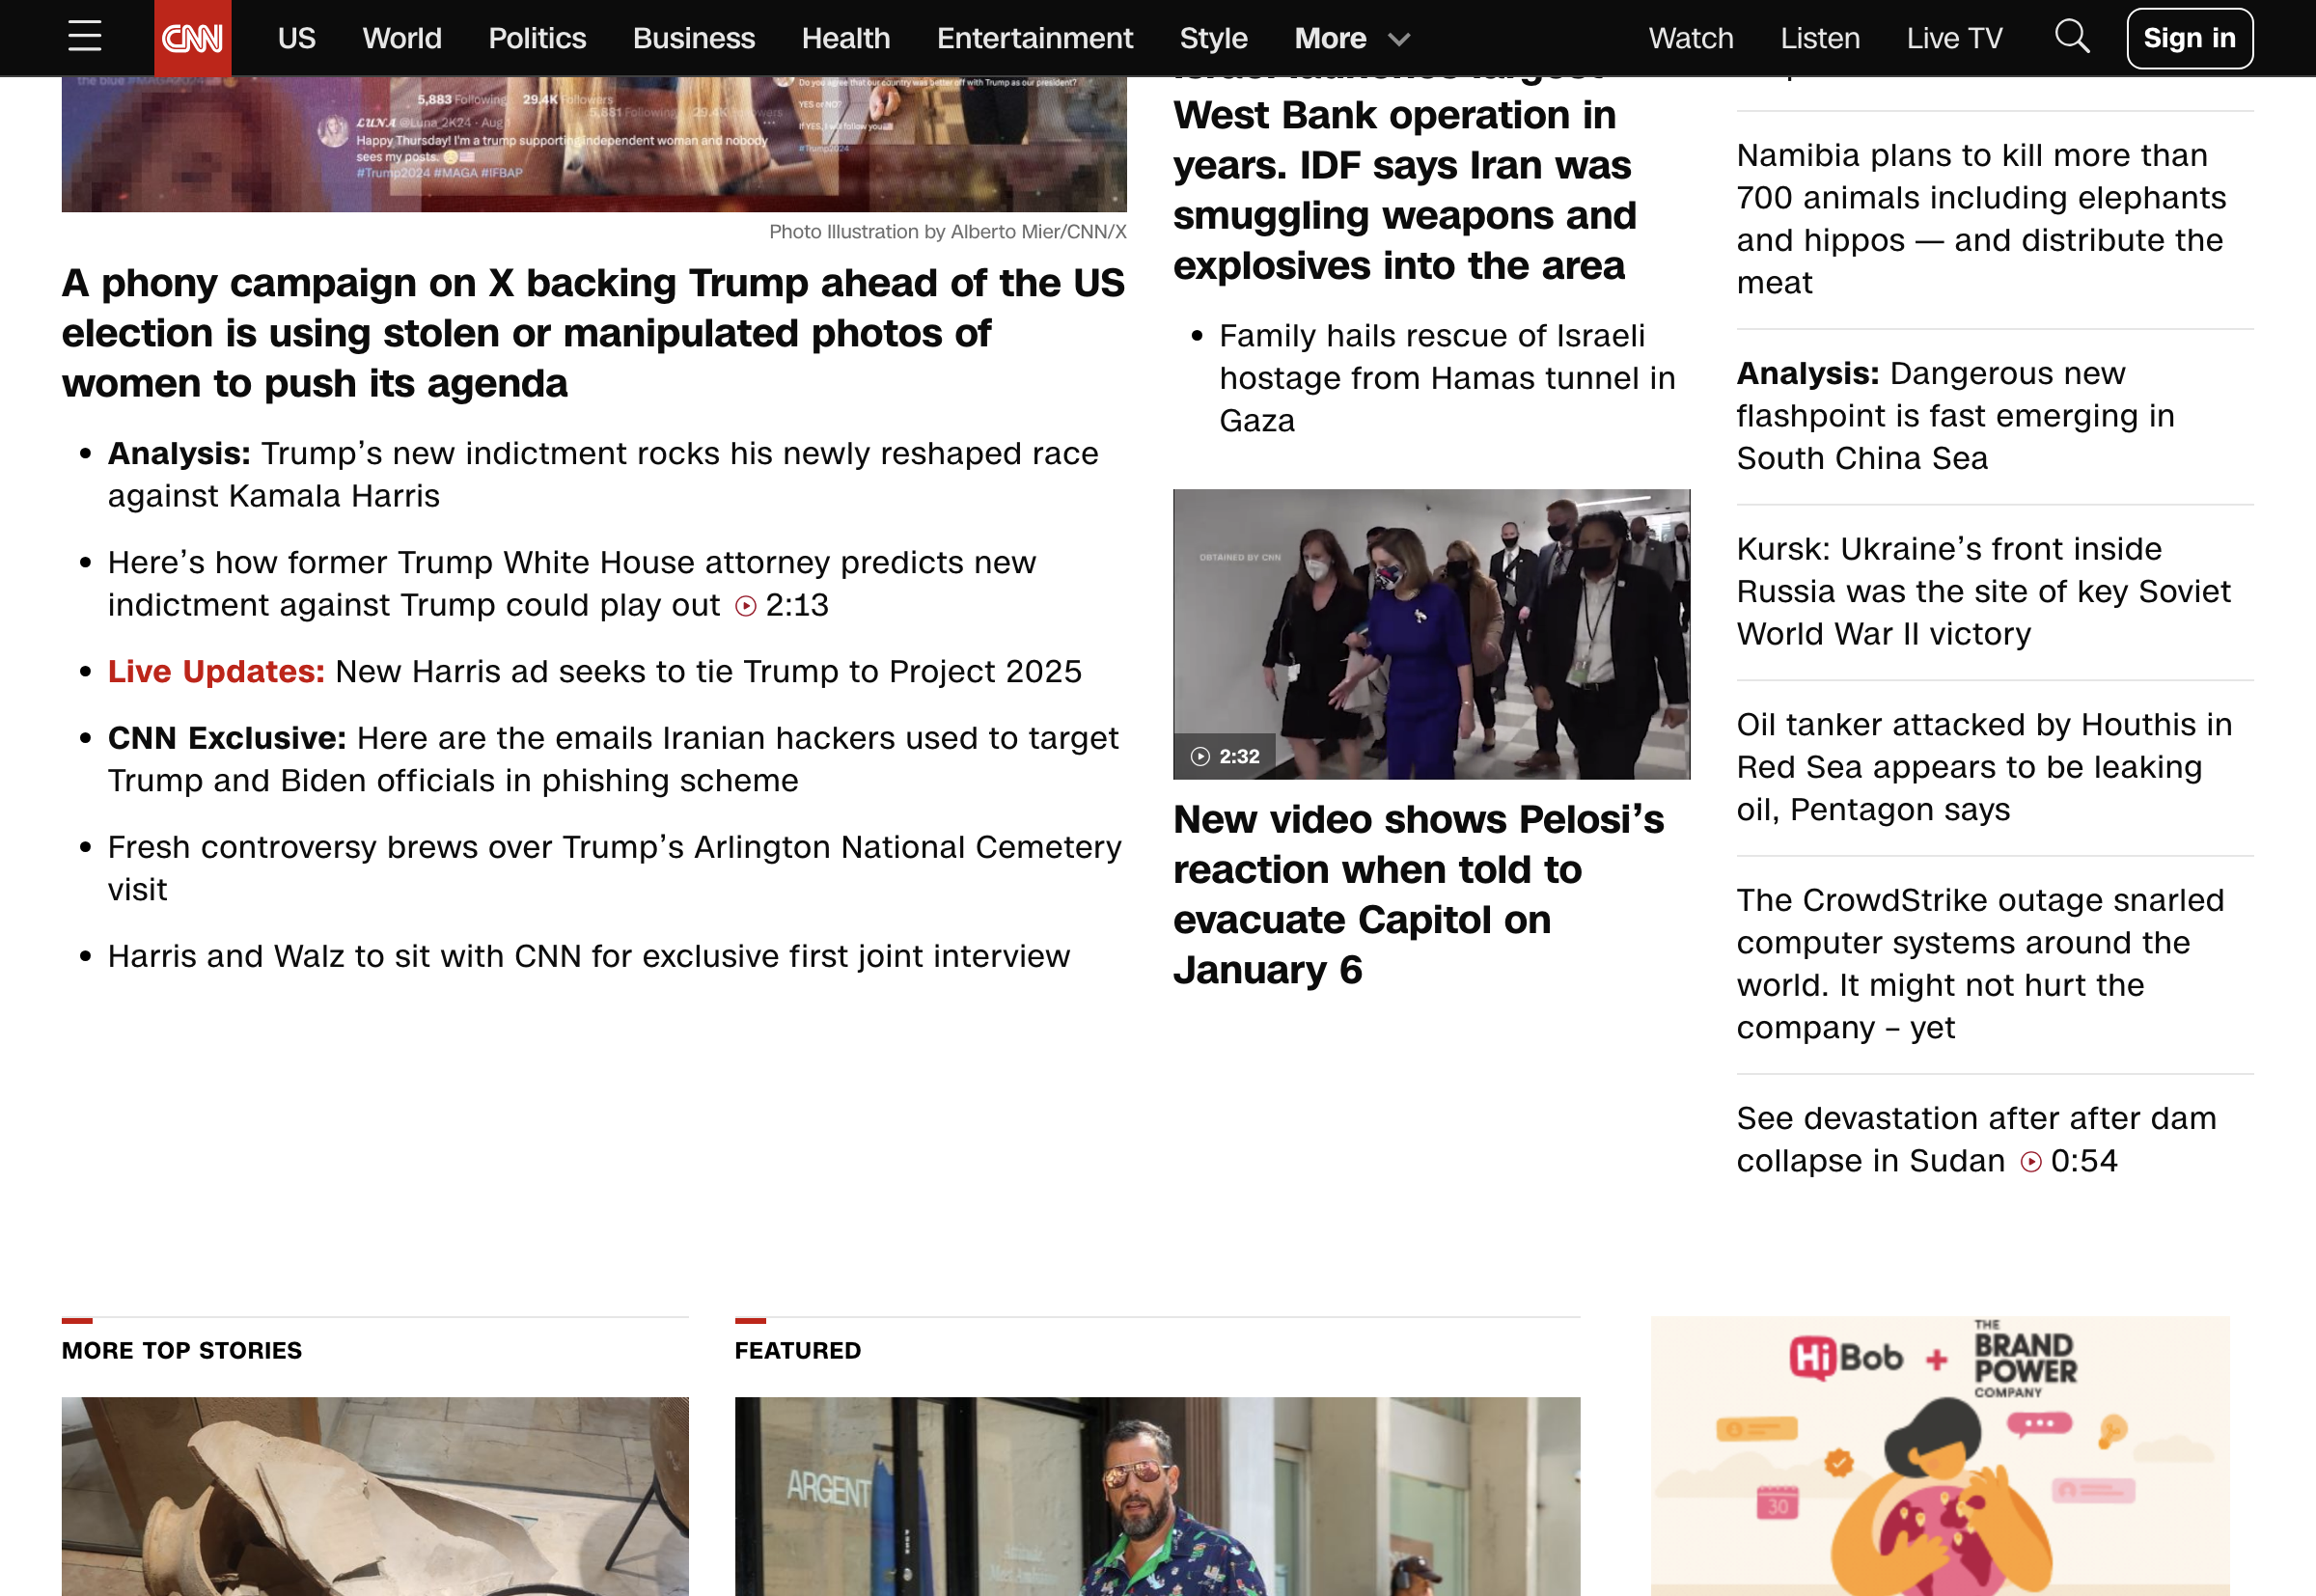 CNN
US
World
Politics
Business
Health
Entertainment
Style
More
Watch
Listen
Live TV
Sign in
the blue #MAGA2024
5,883 Following 29.4K Followers
5,881 Following
LUNA @Luna_2K24 · Aug
Happy Thursday! I'm a trump supporting independent woman and nobody
sees my posts.
#Trump2024 #MAGA #IFBAP
Do you agree that our country was better off with Trump as our president?
YES or NO?
If YES, I will follow you
#Trump2024
Photo Illustration by Alberto Mier/CNN/X
A phony campaign on X backing Trump ahead of the US
election is using stolen or manipulated photos of
women to push its agenda
• Analysis: Trump’s new indictment rocks his newly reshaped race
against Kamala Harris
• Here’s how former Trump White House attorney predicts new
indictment against Trump could play out 2:13
• Live Updates: New Harris ad seeks to tie Trump to Project 2025
• CNN Exclusive: Here are the emails Iranian hackers used to target
Trump and Biden officials in phishing scheme
• Fresh controversy brews over Trump’s Arlington National Cemetery
visit
• Harris and Walz to sit with CNN for exclusive first joint interview
Israel launches largest
West Bank operation in
years. IDF says Iran was
smuggling weapons and
explosives into the area
• Family hails rescue of Israeli
hostage from Hamas tunnel in
Gaza
OBTAINED BY CNN
2:32
New video shows Pelosi’s
reaction when told to
evacuate Capitol on
January 6
Namibia plans to kill more than
700 animals including elephants
and hippos — and distribute the
meat
Analysis: Dangerous new
flashpoint is fast emerging in
South China Sea
Kursk: Ukraine’s front inside
Russia was the site of key Soviet
World War II victory
Oil tanker attacked by Houthis in
Red Sea appears to be leaking
oil, Pentagon says
The CrowdStrike outage snarled
computer systems around the
world. It might not hurt the
company – yet
See devastation after after dam
collapse in Sudan 0:54
MORE TOP STORIES
FEATURED
ARGENT
HiBob + THE
BRAND
POWER
COMPANY
30